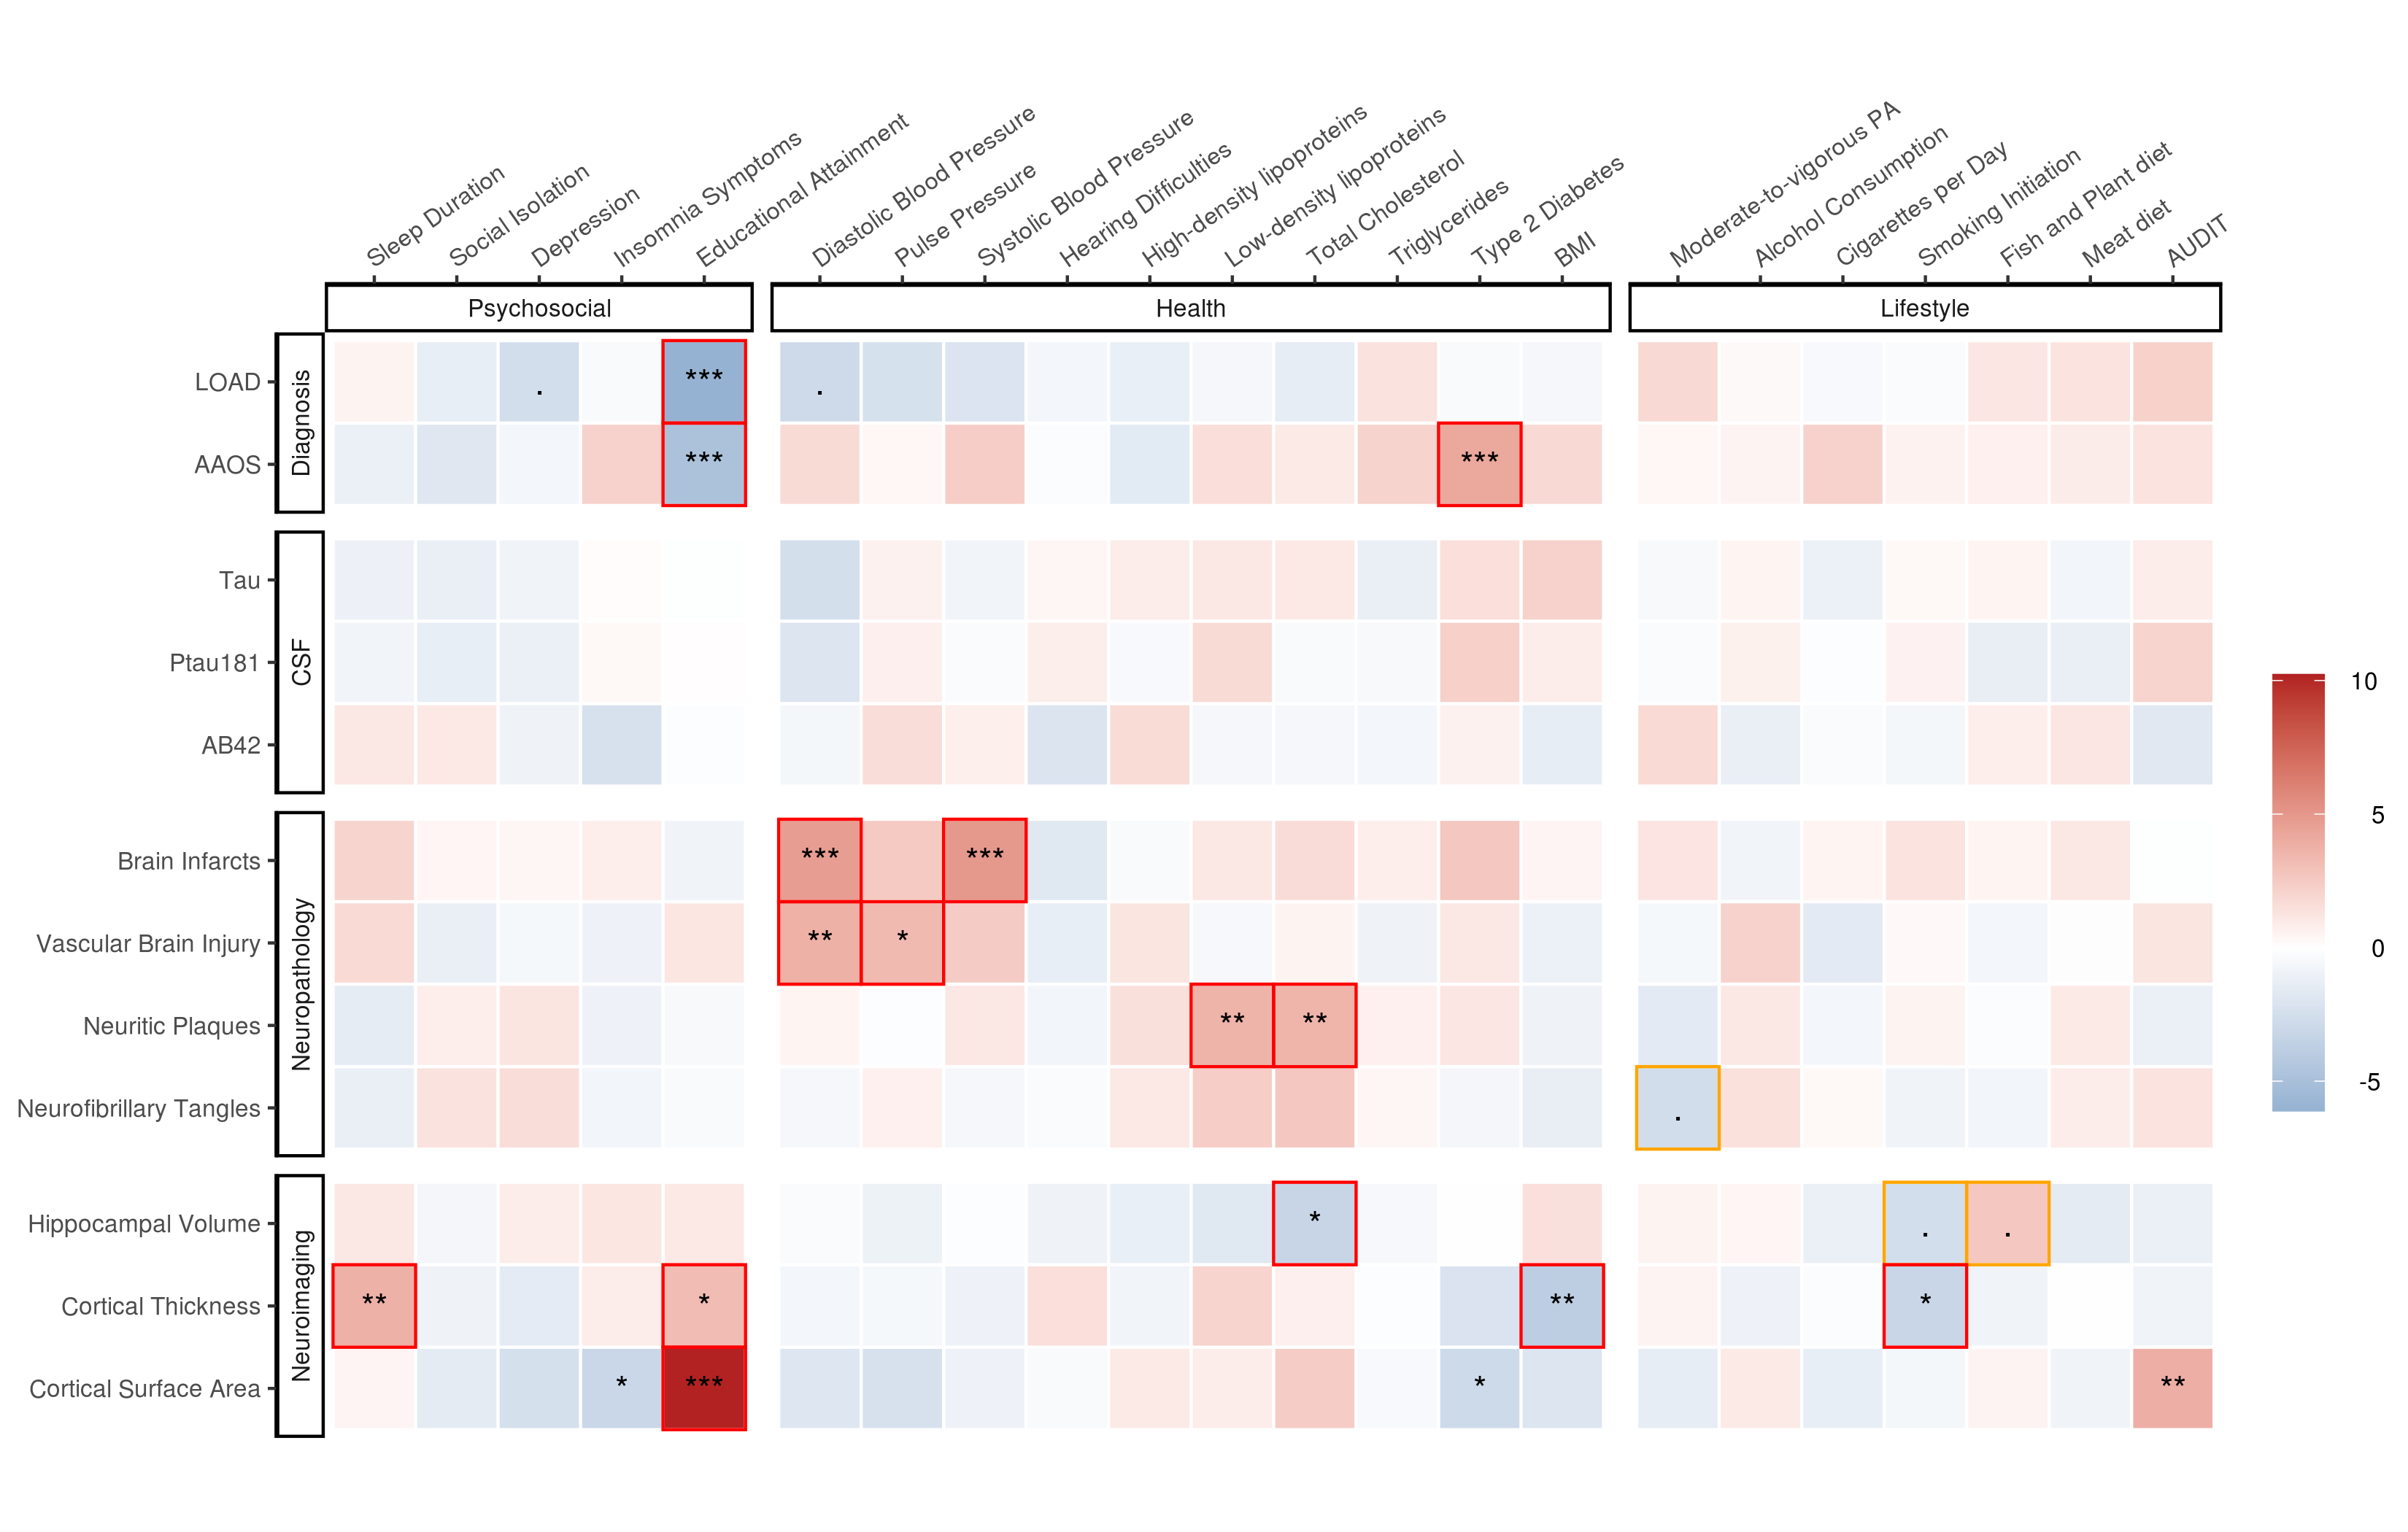 Sleep Duration
Social Isolation
Depression
Insomnia Symptoms
Educational Attainment
Diastolic Blood Pressure
Pulse Pressure
Systolic Blood Pressure
Hearing Difficulties
High-density lipoproteins
Low-density lipoproteins
Total Cholesterol
Triglycerides
Type 2 Diabetes
BMI
Moderate-to-vigorous PA
Alcohol Consumption
Cigarettes per Day
Smoking Initiation
Fish and Plant diet
Meat diet
AUDIT
Psychosocial
Health
Lifestyle
Diagnosis
LOAD . *** .
AAOS *** ***
CSF
Tau
Ptau181
AB42
Neuropathology
Brain Infarcts *** ***
Vascular Brain Injury ** *
Neuritic Plaques ** **
Neurofibrillary Tangles .
Neuroimaging
Hippocampal Volume * . .
Cortical Thickness ** * ** *
Cortical Surface Area * *** * **
10
5
0
-5